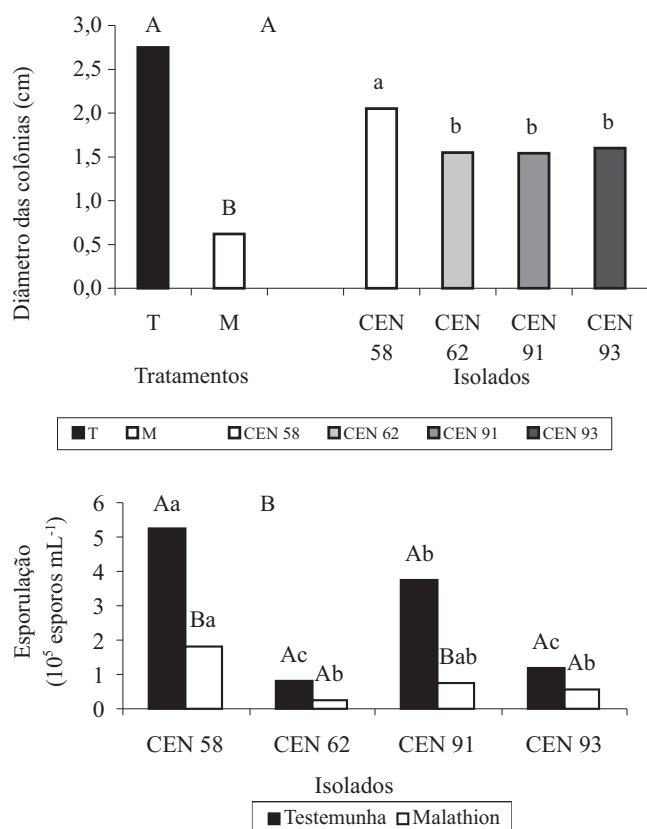 Diâmetro das colônias (cm)
3,0
2,5
2,0
1,5
1,0
0,5
0,0
A
A
B
a
b
b
b
T
M
CEN 58
CEN 62
CEN 91
CEN 93
Tratamentos
Isolados
T M CEN 58 CEN 62 CEN 91 CEN 93
Esporulação
(10⁵ esporos mL⁻¹)
6
5
4
3
2
1
0
B
Aa
Ba
Ac
Ab
Ab
Bab
Ac
Ab
CEN 58
CEN 62
CEN 91
CEN 93
Isolados
Testemunha Malathion